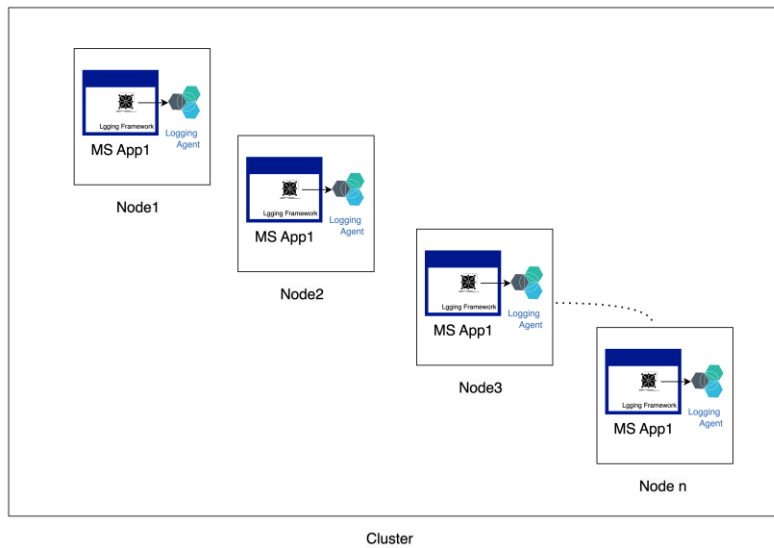 Lgging Framework
Logging
Agent
MS App1
Node1
Lgging Framework
Logging
Agent
MS App1
Node2
Lgging Framework
Logging
Agent
MS App1
Node3
Lgging Framework
Logging
Agent
MS App1
Node n
Cluster